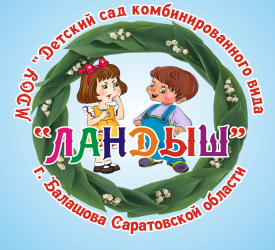 МДОУ "Детский сад комбинированного вида
"ЛАНДЫШ"
г. Балашова Саратовской области